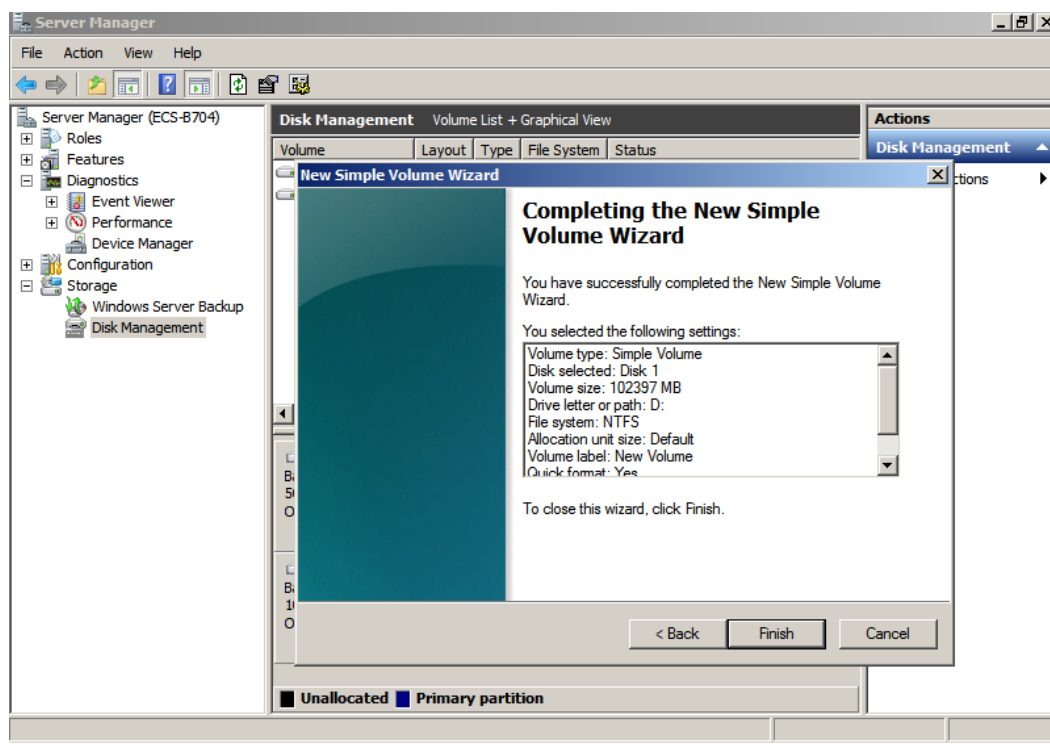 Server Manager
File Action View Help
Server Manager (ECS-B704)
Roles
Features
Diagnostics
Event Viewer
Performance
Device Manager
Configuration
Storage
Windows Server Backup
Disk Management
Disk Management Volume List + Graphical View
Volume Layout Type File System Status
Actions
Disk Management
ctions
New Simple Volume Wizard
Completing the New Simple
Volume Wizard
You have successfully completed the New Simple Volume
Wizard.
You selected the following settings:
Volume type: Simple Volume
Disk selected: Disk 1
Volume size: 102397 MB
Drive letter or path: D:
File system: NTFS
Allocation unit size: Default
Volume label: New Volume
Quick format: Yes
To close this wizard, click Finish.
< Back Finish Cancel
Unallocated Primary partition